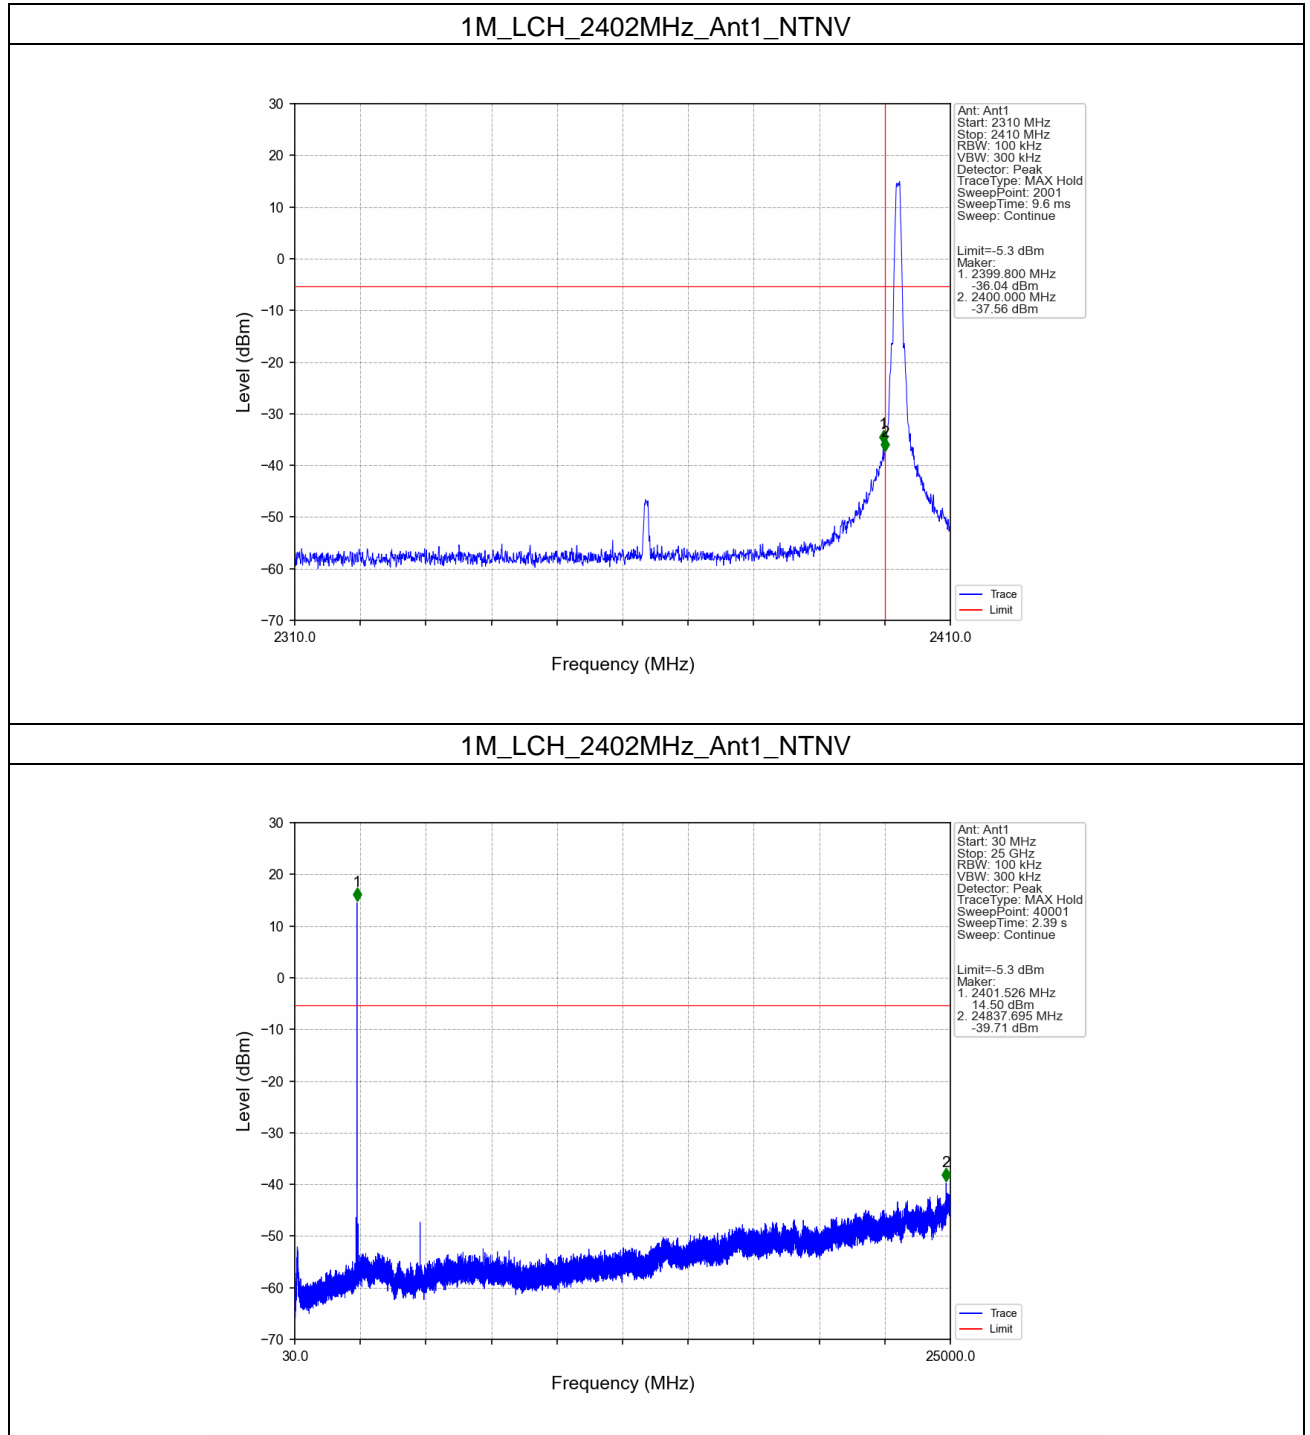 1M_LCH_2402MHz_Ant1_NTNV
30
20
10
0
−10
−20
−30
−40
−50
−60
−70
Level (dBm)
1
2
2310.0
2410.0
Frequency (MHz)
Ant: Ant1
Start: 2310 MHz
Stop: 2410 MHz
RBW: 100 kHz
VBW: 300 kHz
Detector: Peak
TraceType: MAX Hold
SweepPoint: 2001
SweepTime: 9.6 ms
Sweep: Continue
Limit=-5.3 dBm
Maker:
1. 2399.800 MHz
-36.04 dBm
2. 2400.000 MHz
-37.56 dBm
Trace
Limit
1M_LCH_2402MHz_Ant1_NTNV
30
20
10
0
−10
−20
−30
−40
−50
−60
−70
Level (dBm)
1
2
30.0
25000.0
Frequency (MHz)
Ant: Ant1
Start: 30 MHz
Stop: 25 GHz
RBW: 100 kHz
VBW: 300 kHz
Detector: Peak
TraceType: MAX Hold
SweepPoint: 40001
SweepTime: 2.39 s
Sweep: Continue
Limit=-5.3 dBm
Maker:
1. 2401.526 MHz
14.50 dBm
2. 24837.695 MHz
-39.71 dBm
Trace
Limit